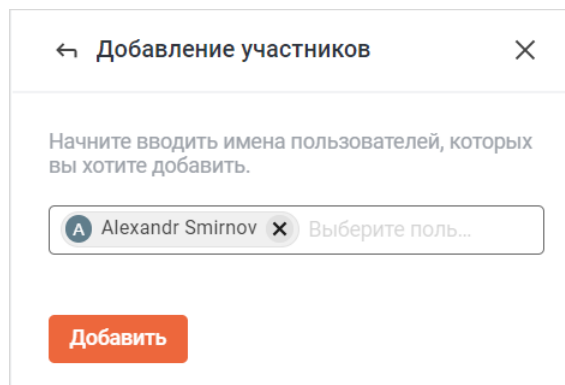 Добавление участников
Начните вводить имена пользователей, которых
вы хотите добавить.
A Alexandr Smirnov Выберите поль...
Добавить